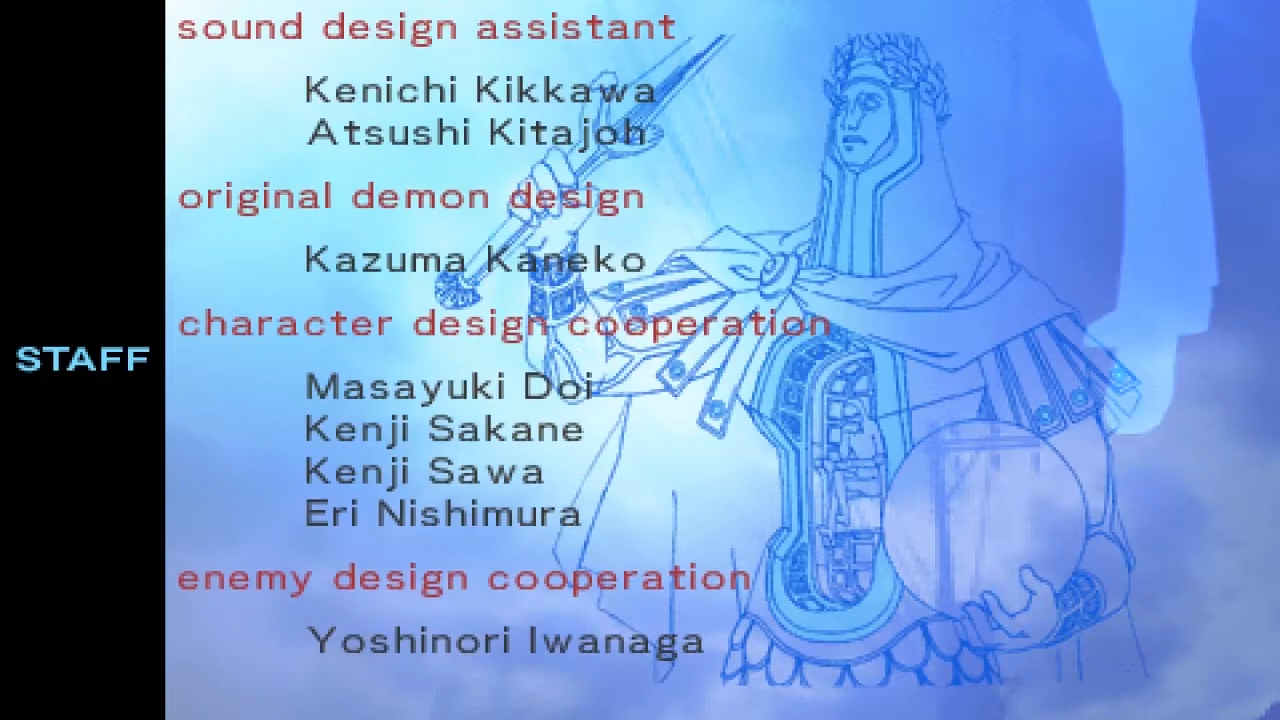 STAFF
sound design assistant
Kenichi Kikkawa
Atsushi Kitajoh
original demon design
Kazuma Kaneko
character design cooperation
Masayuki Doi
Kenji Sakane
Kenji Sawa
Eri Nishimura
enemy design cooperation
Yoshinori Iwanaga